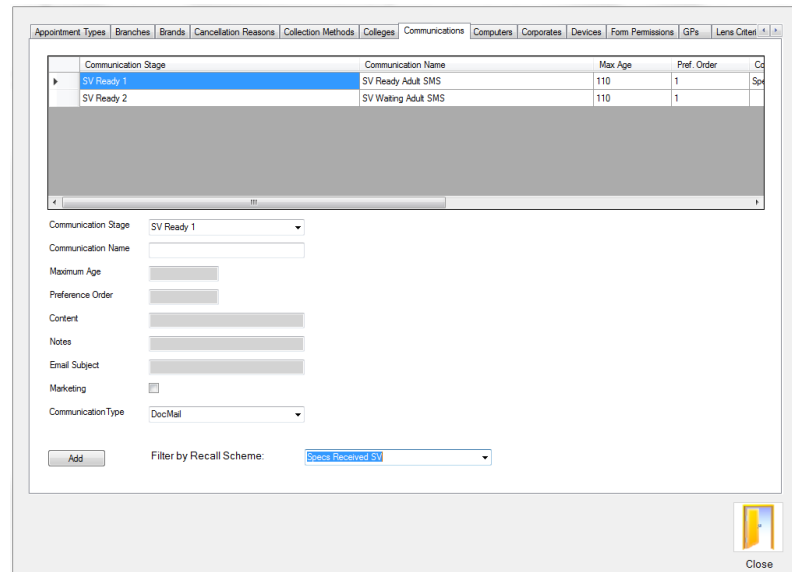 Appointment Types Branches Brands Cancellation Reasons Collection Methods Colleges Communications Computers Corporates Devices Form Permissions GPs Lens Criteri
Communication Stage Communication Name Max Age Pref. Order Co
SV Ready 1 SV Ready Adult SMS 110 1 Spe
SV Ready 2 SV Waiting Adult SMS 110 1
Communication Stage SV Ready 1
Communication Name
Maximum Age
Preference Order
Content
Notes
Email Subject
Marketing
CommunicationType DocMail
Add Filter by Recall Scheme: Specs Received SV
Close